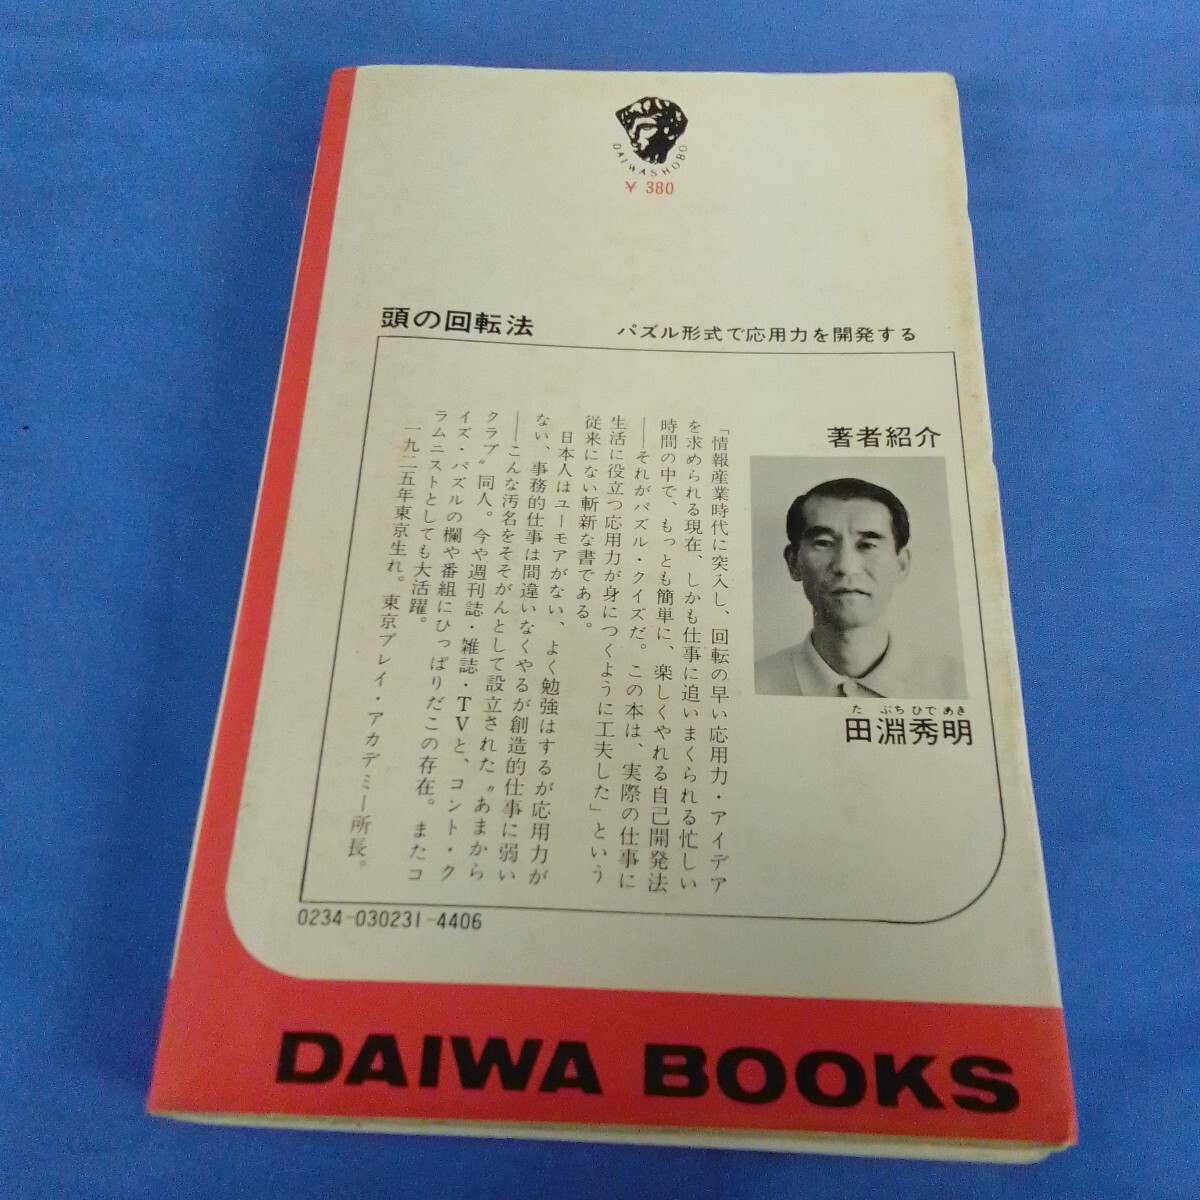 DAIWASHOBO
¥ 380
頭の回転法
パズル形式で応用力を開発する
著者紹介
た ぶち ひで あき
田淵秀明
「情報産業時代に突入し、回転の早い応用力・アイデア
を求められる現在、しかも仕事に追いまくられる忙しい
時間の中で、もっとも簡単に、楽しくやれる自己開発法
——それがパズル・クイズだ。この本は、実際の仕事に
生活に役立つ応用力が身につくように工夫した」という
従来にない斬新な書である。
日本人はユーモアがない、よく勉強はするが応用力が
ない、事務的仕事は間違いなくやるが創造的仕事に弱い
——こんな汚名をそそがんとして設立された〝あまから
クラブ〟同人。今や週刊誌・雑誌・TVと、コント・ク
イズ・パズルの欄や番組にひっぱりだこの存在。またコ
ラムニストとしても大活躍。
一九二五年東京生れ。東京プレイ・アカデミー所長。
0234-030231-4406
DAIWA BOOKS